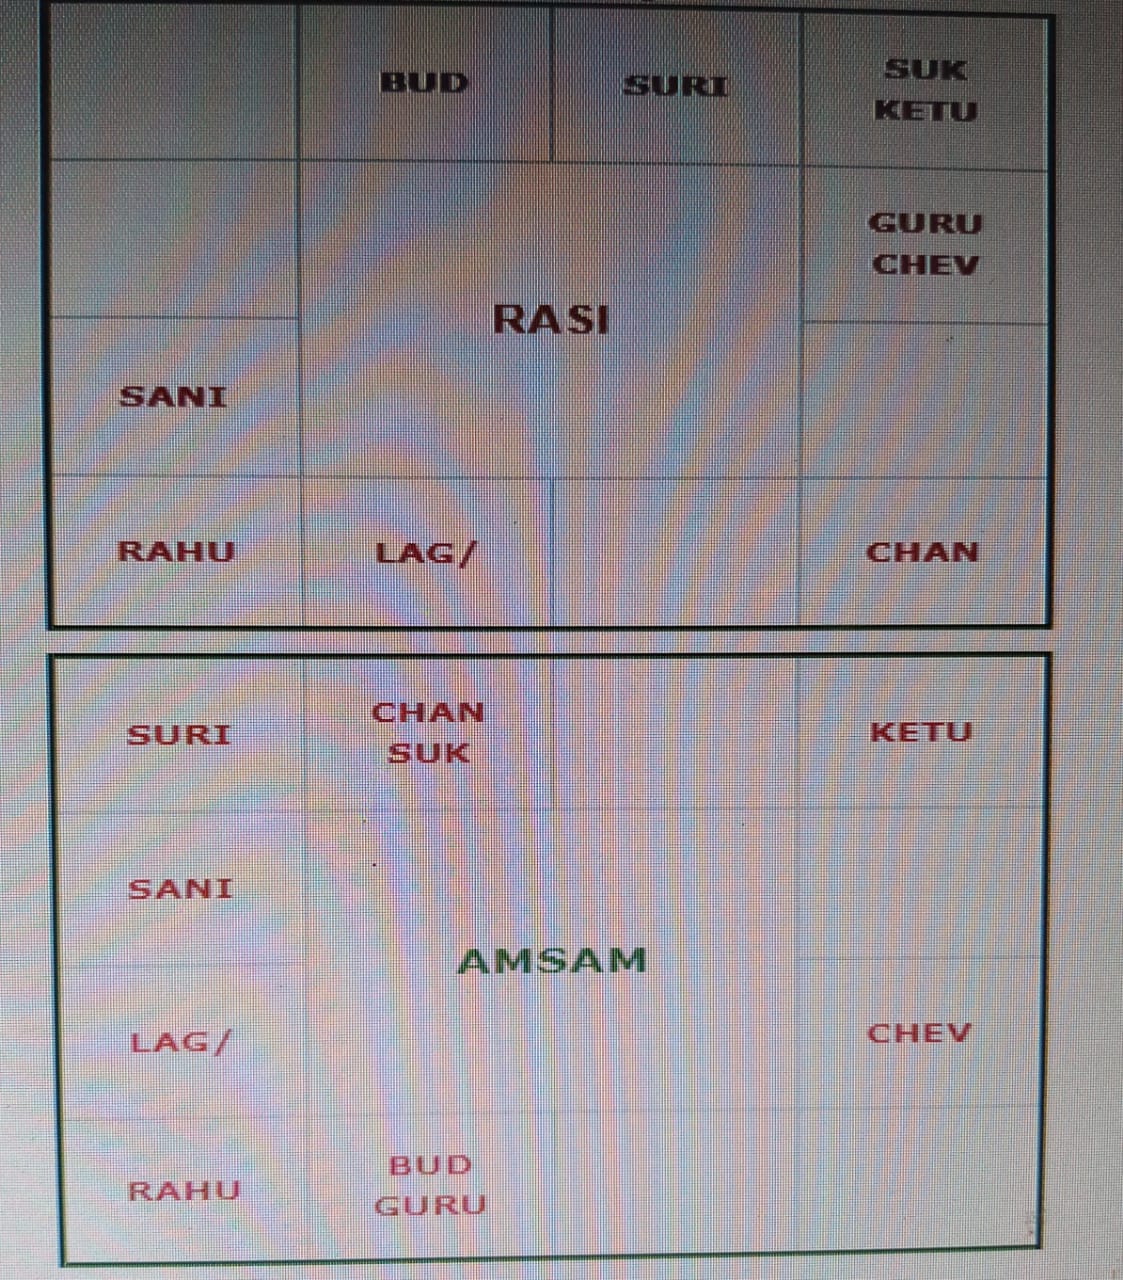 BUD
SURI
SUK
KETU
GURU
CHEV
RASI
SANI
RAHU
LAG/
CHAN
SURI
CHAN
SUK
KETU
SANI
AMSAM
LAG/
CHEV
RAHU
BUD
GURU